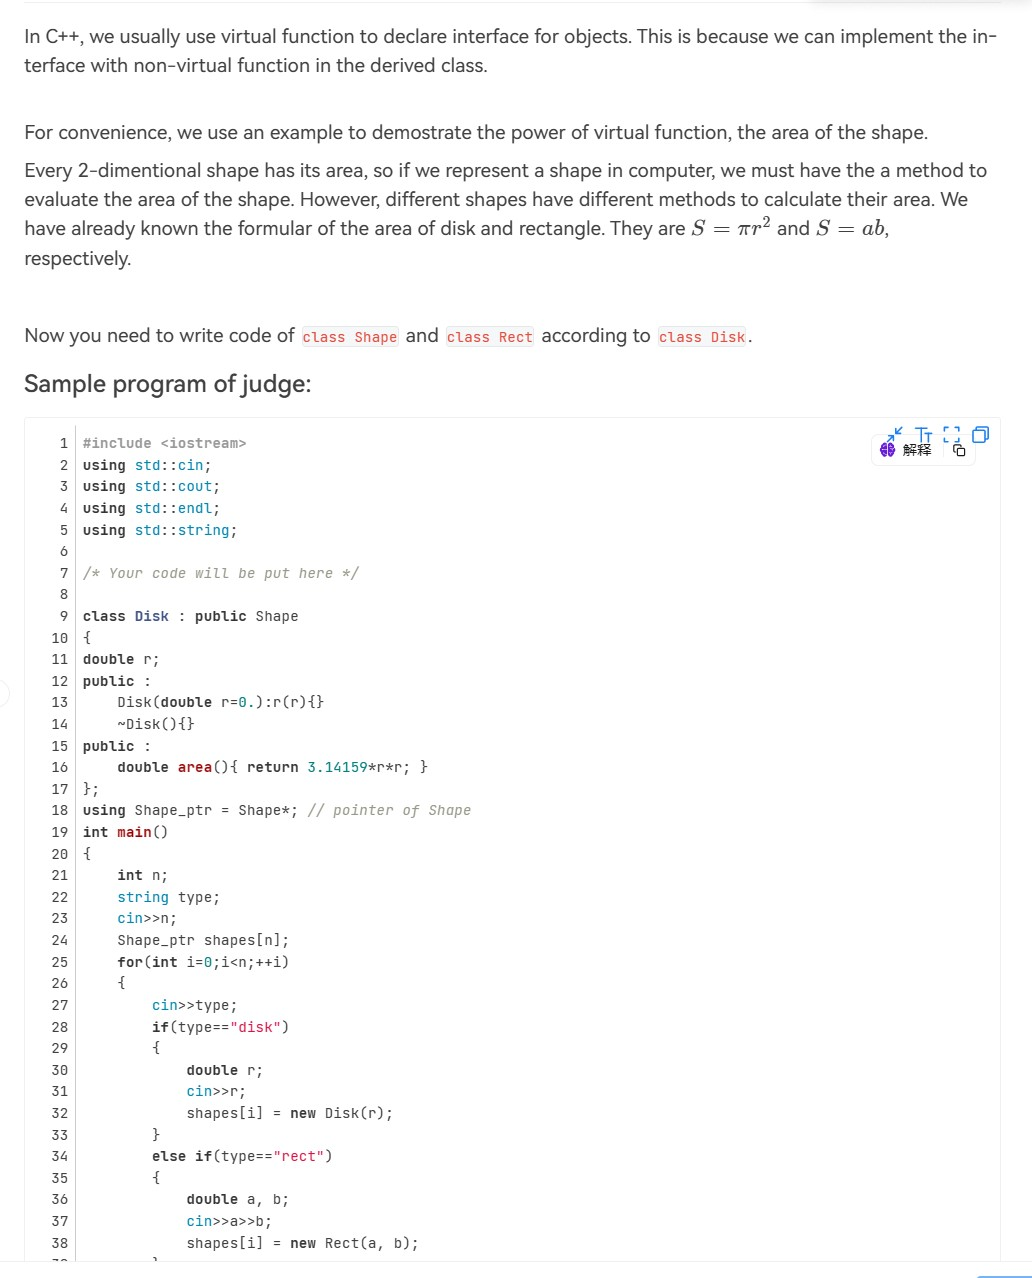 In C++, we usually use virtual function to declare interface for objects. This is because we can implement the in-
terface with non-virtual function in the derived class.
For convenience, we use an example to demostrate the power of virtual function, the area of the shape.
Every 2-dimentional shape has its area, so if we represent a shape in computer, we must have the a method to
evaluate the area of the shape. However, different shapes have different methods to calculate their area. We
have already known the formular of the area of disk and rectangle. They are S = πr² and S = ab,
respectively.
Now you need to write code of class Shape and class Rect according to class Disk.
Sample program of judge:
解释
1 #include <iostream>
2 using std::cin;
3 using std::cout;
4 using std::endl;
5 using std::string;
6
7 /* Your code will be put here */
8
9 class Disk : public Shape
10 {
11 double r;
12 public :
13     Disk(double r=0.):r(r){}
14     ~Disk(){}
15 public :
16     double area(){ return 3.14159*r*r; }
17 };
18 using Shape_ptr = Shape*; // pointer of Shape
19 int main()
20 {
21     int n;
22     string type;
23     cin>>n;
24     Shape_ptr shapes[n];
25     for(int i=0;i<n;++i)
26     {
27         cin>>type;
28         if(type=="disk")
29         {
30             double r;
31             cin>>r;
32             shapes[i] = new Disk(r);
33         }
34         else if(type=="rect")
35         {
36             double a, b;
37             cin>>a>>b;
38             shapes[i] = new Rect(a, b);